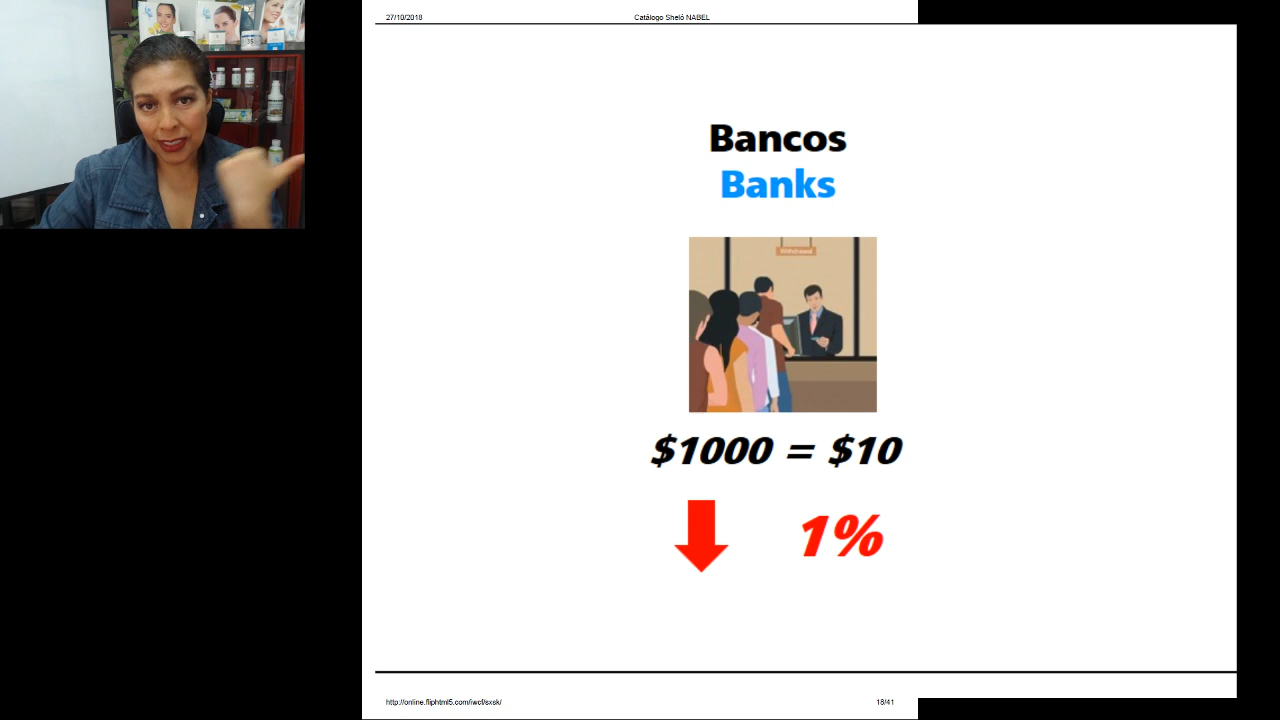 27/10/2018
Catálogo Sheló NABEL
Bancos
Banks
Withdrawal
$1000 = $10
1%
http://online.fliphtml5.com/iwcf/sxsk/
18/41